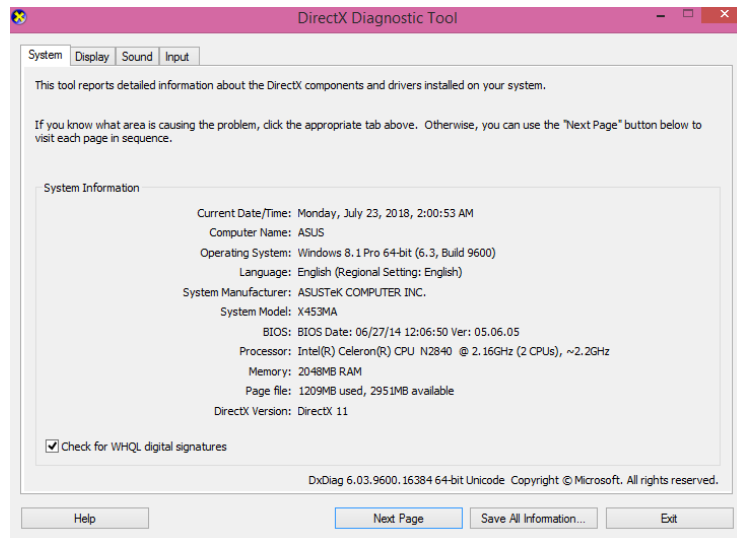 DirectX Diagnostic Tool
System Display Sound Input
This tool reports detailed information about the DirectX components and drivers installed on your system.
If you know what area is causing the problem, click the appropriate tab above.  Otherwise, you can use the "Next Page" button below to
visit each page in sequence.
System Information
Current Date/Time: Monday, July 23, 2018, 2:00:53 AM
Computer Name: ASUS
Operating System: Windows 8.1 Pro 64-bit (6.3, Build 9600)
Language: English (Regional Setting: English)
System Manufacturer: ASUSTeK COMPUTER INC.
System Model: X453MA
BIOS: BIOS Date: 06/27/14 12:06:50 Ver: 05.06.05
Processor: Intel(R) Celeron(R) CPU  N2840  @ 2.16GHz (2 CPUs), ~2.2GHz
Memory: 2048MB RAM
Page file: 1209MB used, 2951MB available
DirectX Version: DirectX 11
Check for WHQL digital signatures
DxDiag 6.03.9600.16384 64-bit Unicode  Copyright © Microsoft. All rights reserved.
Help Next Page Save All Information... Exit